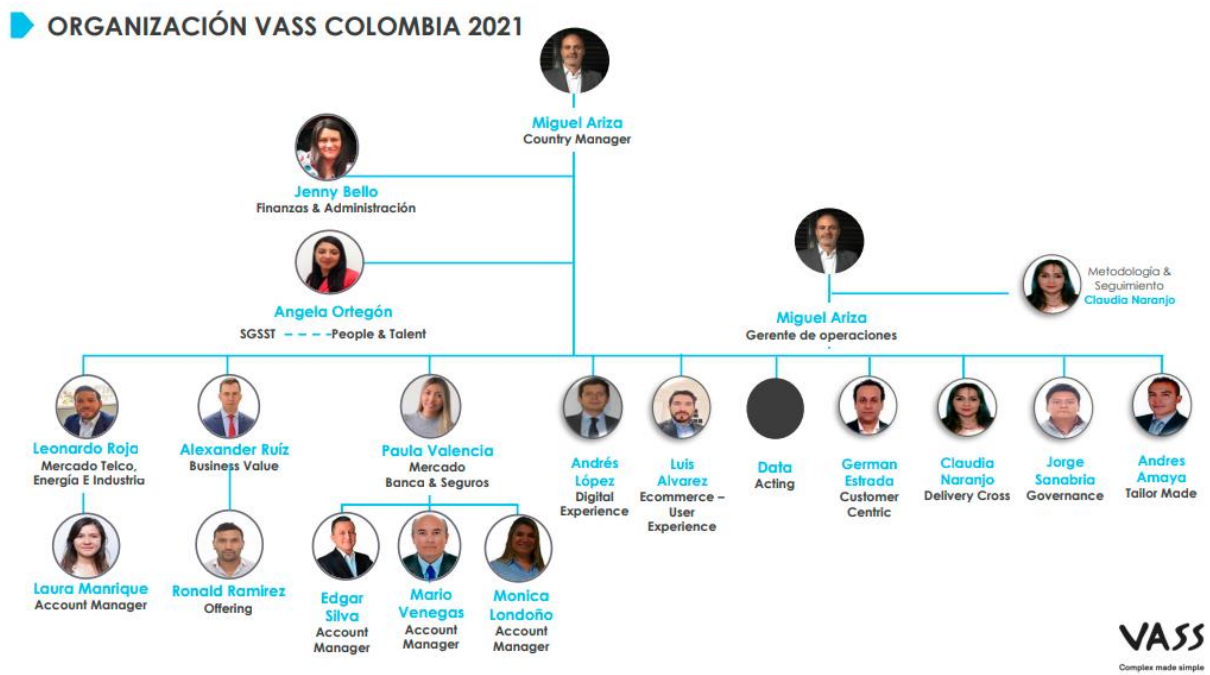 ORGANIZACIÓN VASS COLOMBIA 2021
Miguel Ariza
Country Manager
Jenny Bello
Finanzas & Administración
Angela Ortegón
SGSST People & Talent
Miguel Ariza
Gerente de operaciones
Metodología &
Seguimiento
Claudia Naranjo
Leonardo Roja
Mercado Telco,
Energía E Industria
Alexander Ruíz
Business Value
Paula Valencia
Mercado
Banca & Seguros
Andrés
López
Digital
Experience
Luis
Alvarez
Ecommerce –
User
Experience
Data
Acting
German
Estrada
Customer
Centric
Claudia
Naranjo
Delivery Cross
Jorge
Sanabria
Governance
Andres
Amaya
Tailor Made
Laura Manrique
Account Manager
Ronald Ramirez
Offering
Edgar
Silva
Account
Manager
Mario
Venegas
Account
Manager
Monica
Londoño
Account
Manager
VASS
Complex made simple